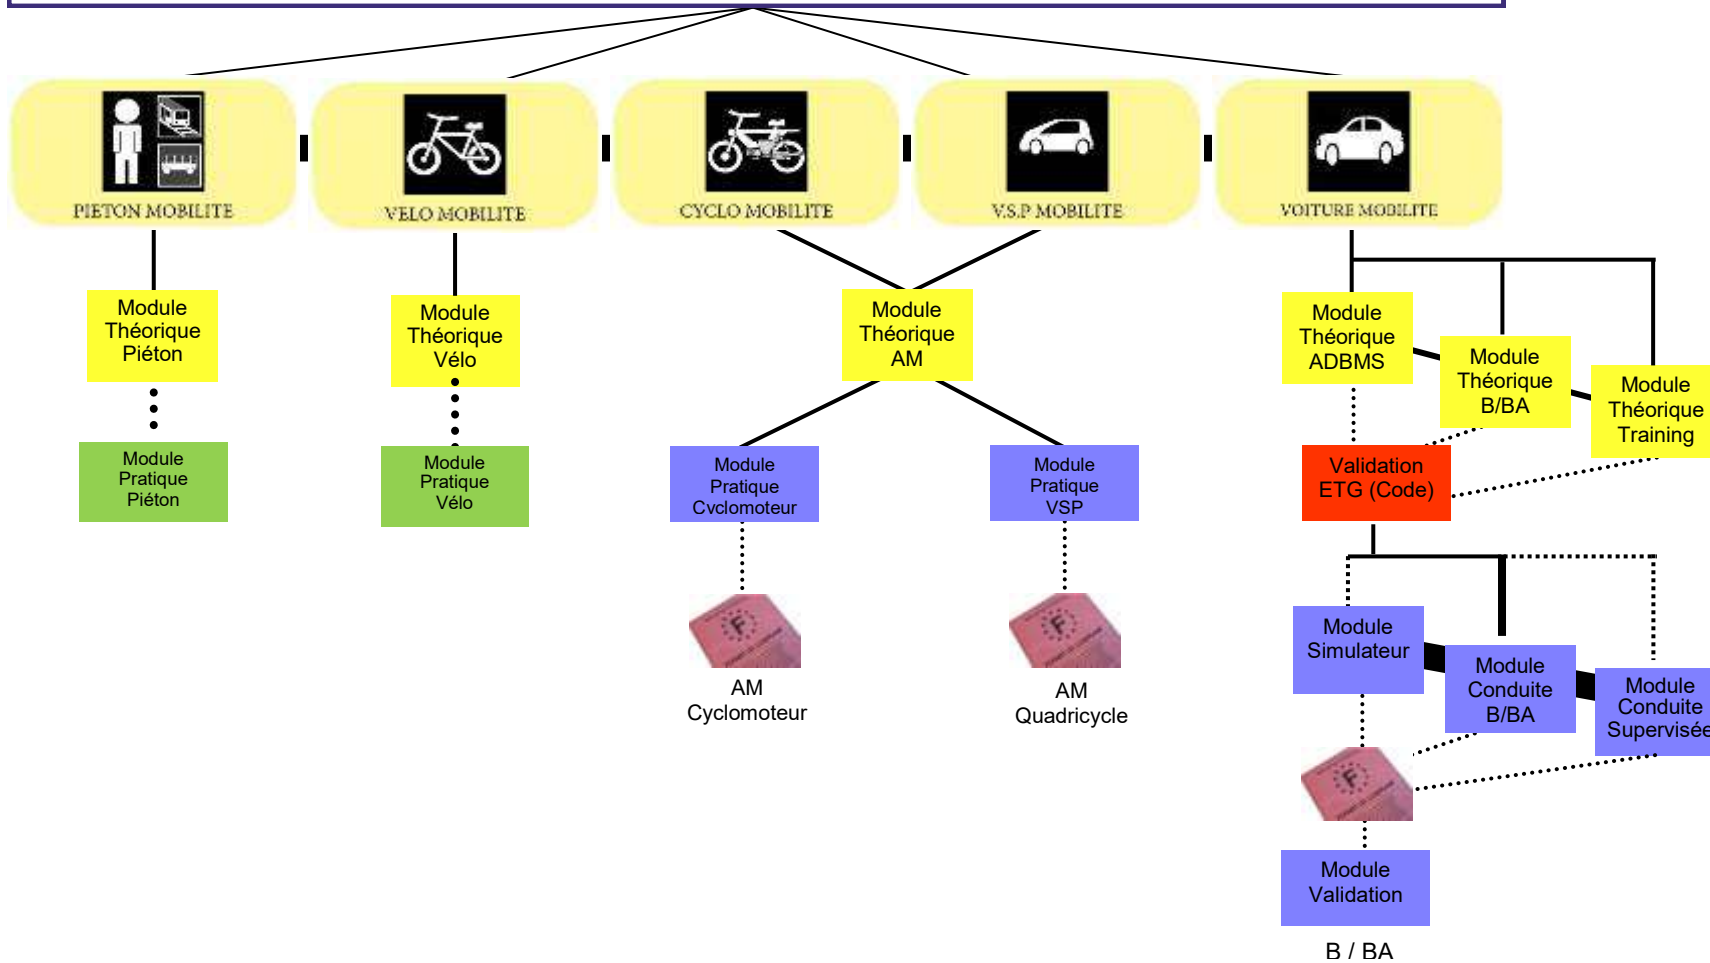 PIETON MOBILITE
VELO MOBILITE
CYCLO MOBILITE
V.S.P MOBILITE
VOITURE MOBILITE
Module
Théorique
Piéton
Module
Théorique
Vélo
Module
Théorique
AM
Module
Théorique
ADBMS
Module
Théorique
B/BA
Module
Théorique
Training
Module
Pratique
Piéton
Module
Pratique
Vélo
Module
Pratique
Cyclomoteur
Module
Pratique
VSP
Validation
ETG (Code)
F
AM
Cyclomoteur
F
AM
Quadricycle
Module
Simulateur
Module
Conduite
B/BA
Module
Conduite
Supervisée
F
Module
Validation
B / BA